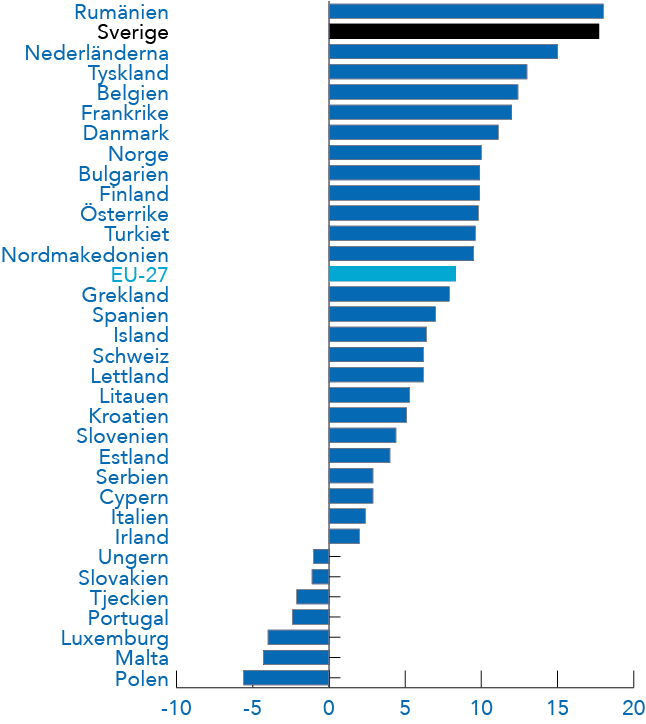 Rumänien
Sverige
Nederländerna
Tyskland
Belgien
Frankrike
Danmark
Norge
Bulgarien
Finland
Österrike
Turkiet
Nordmakedonien
EU-27
Grekland
Spanien
Island
Schweiz
Lettland
Litauen
Kroatien
Slovenien
Estland
Serbien
Cypern
Italien
Irland
Ungern
Slovakien
Tjeckien
Portugal
Luxemburg
Malta
Polen
-10 -5 0 5 10 15 20